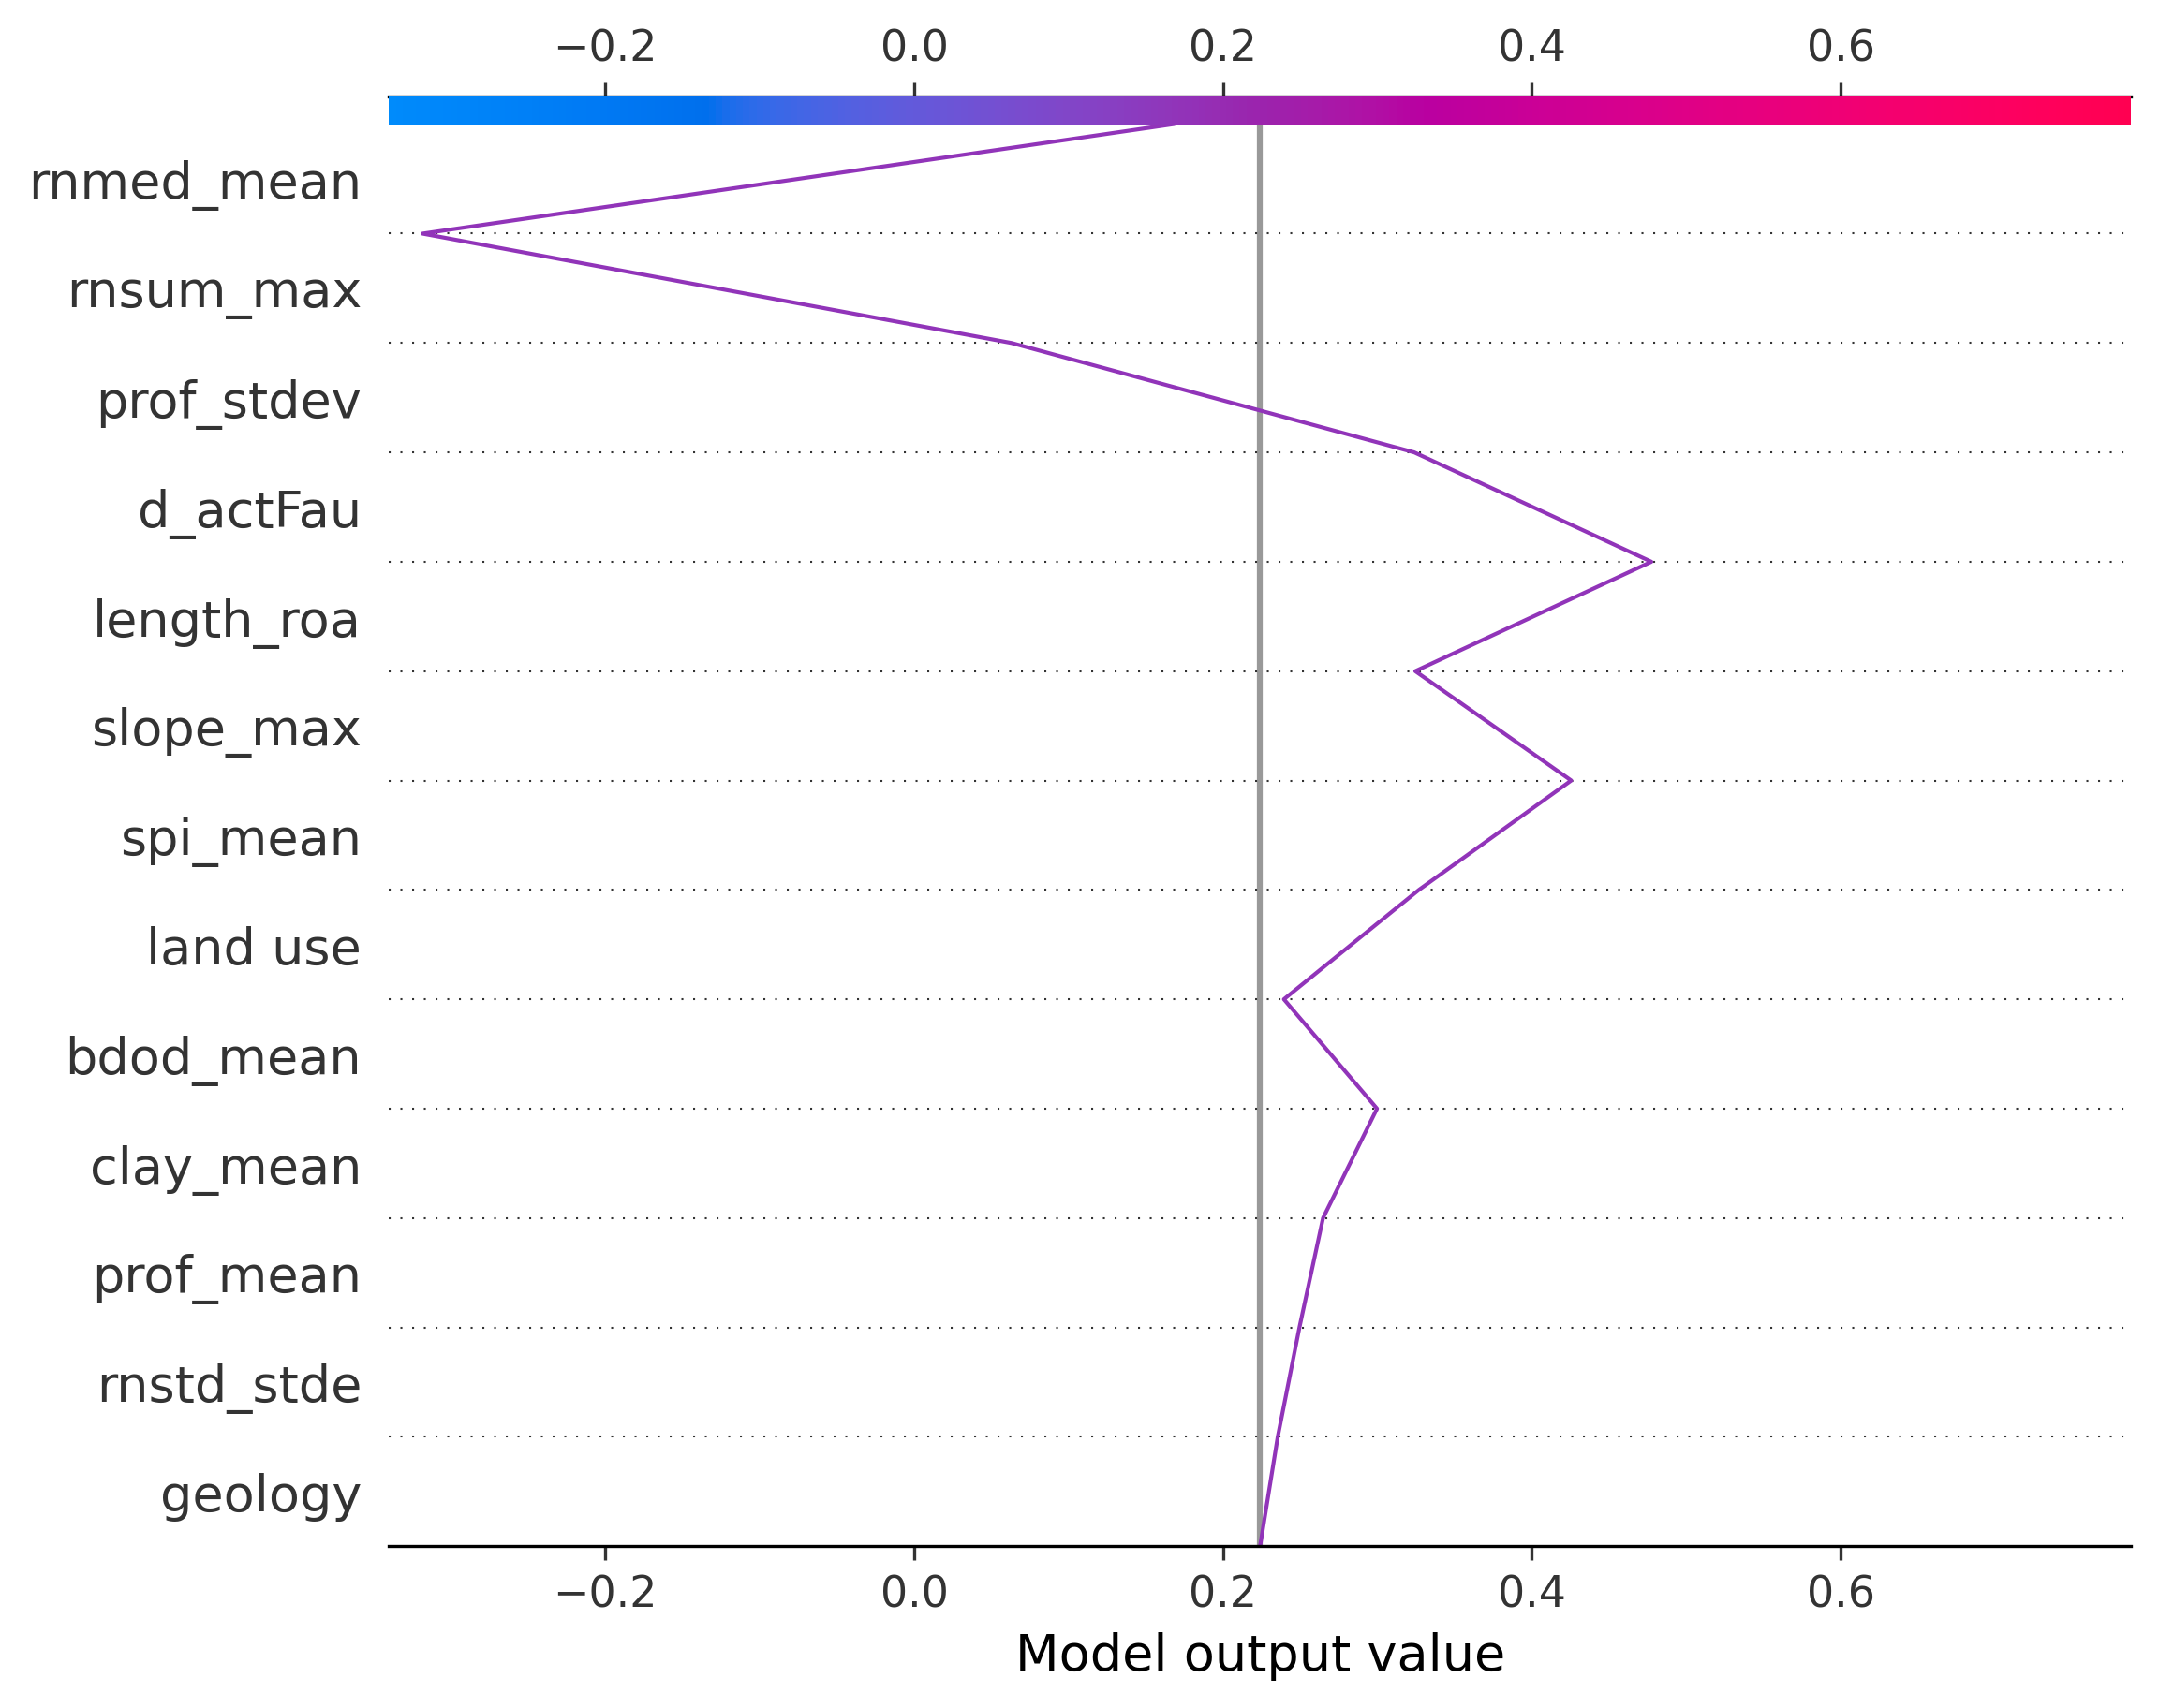 −0.2 0.0 0.2 0.4 0.6
rnmed_mean
rnsum_max
prof_stdev
d_actFau
length_roa
slope_max
spi_mean
land use
bdod_mean
clay_mean
prof_mean
rnstd_stde
geology
−0.2 0.0 0.2 0.4 0.6
Model output value